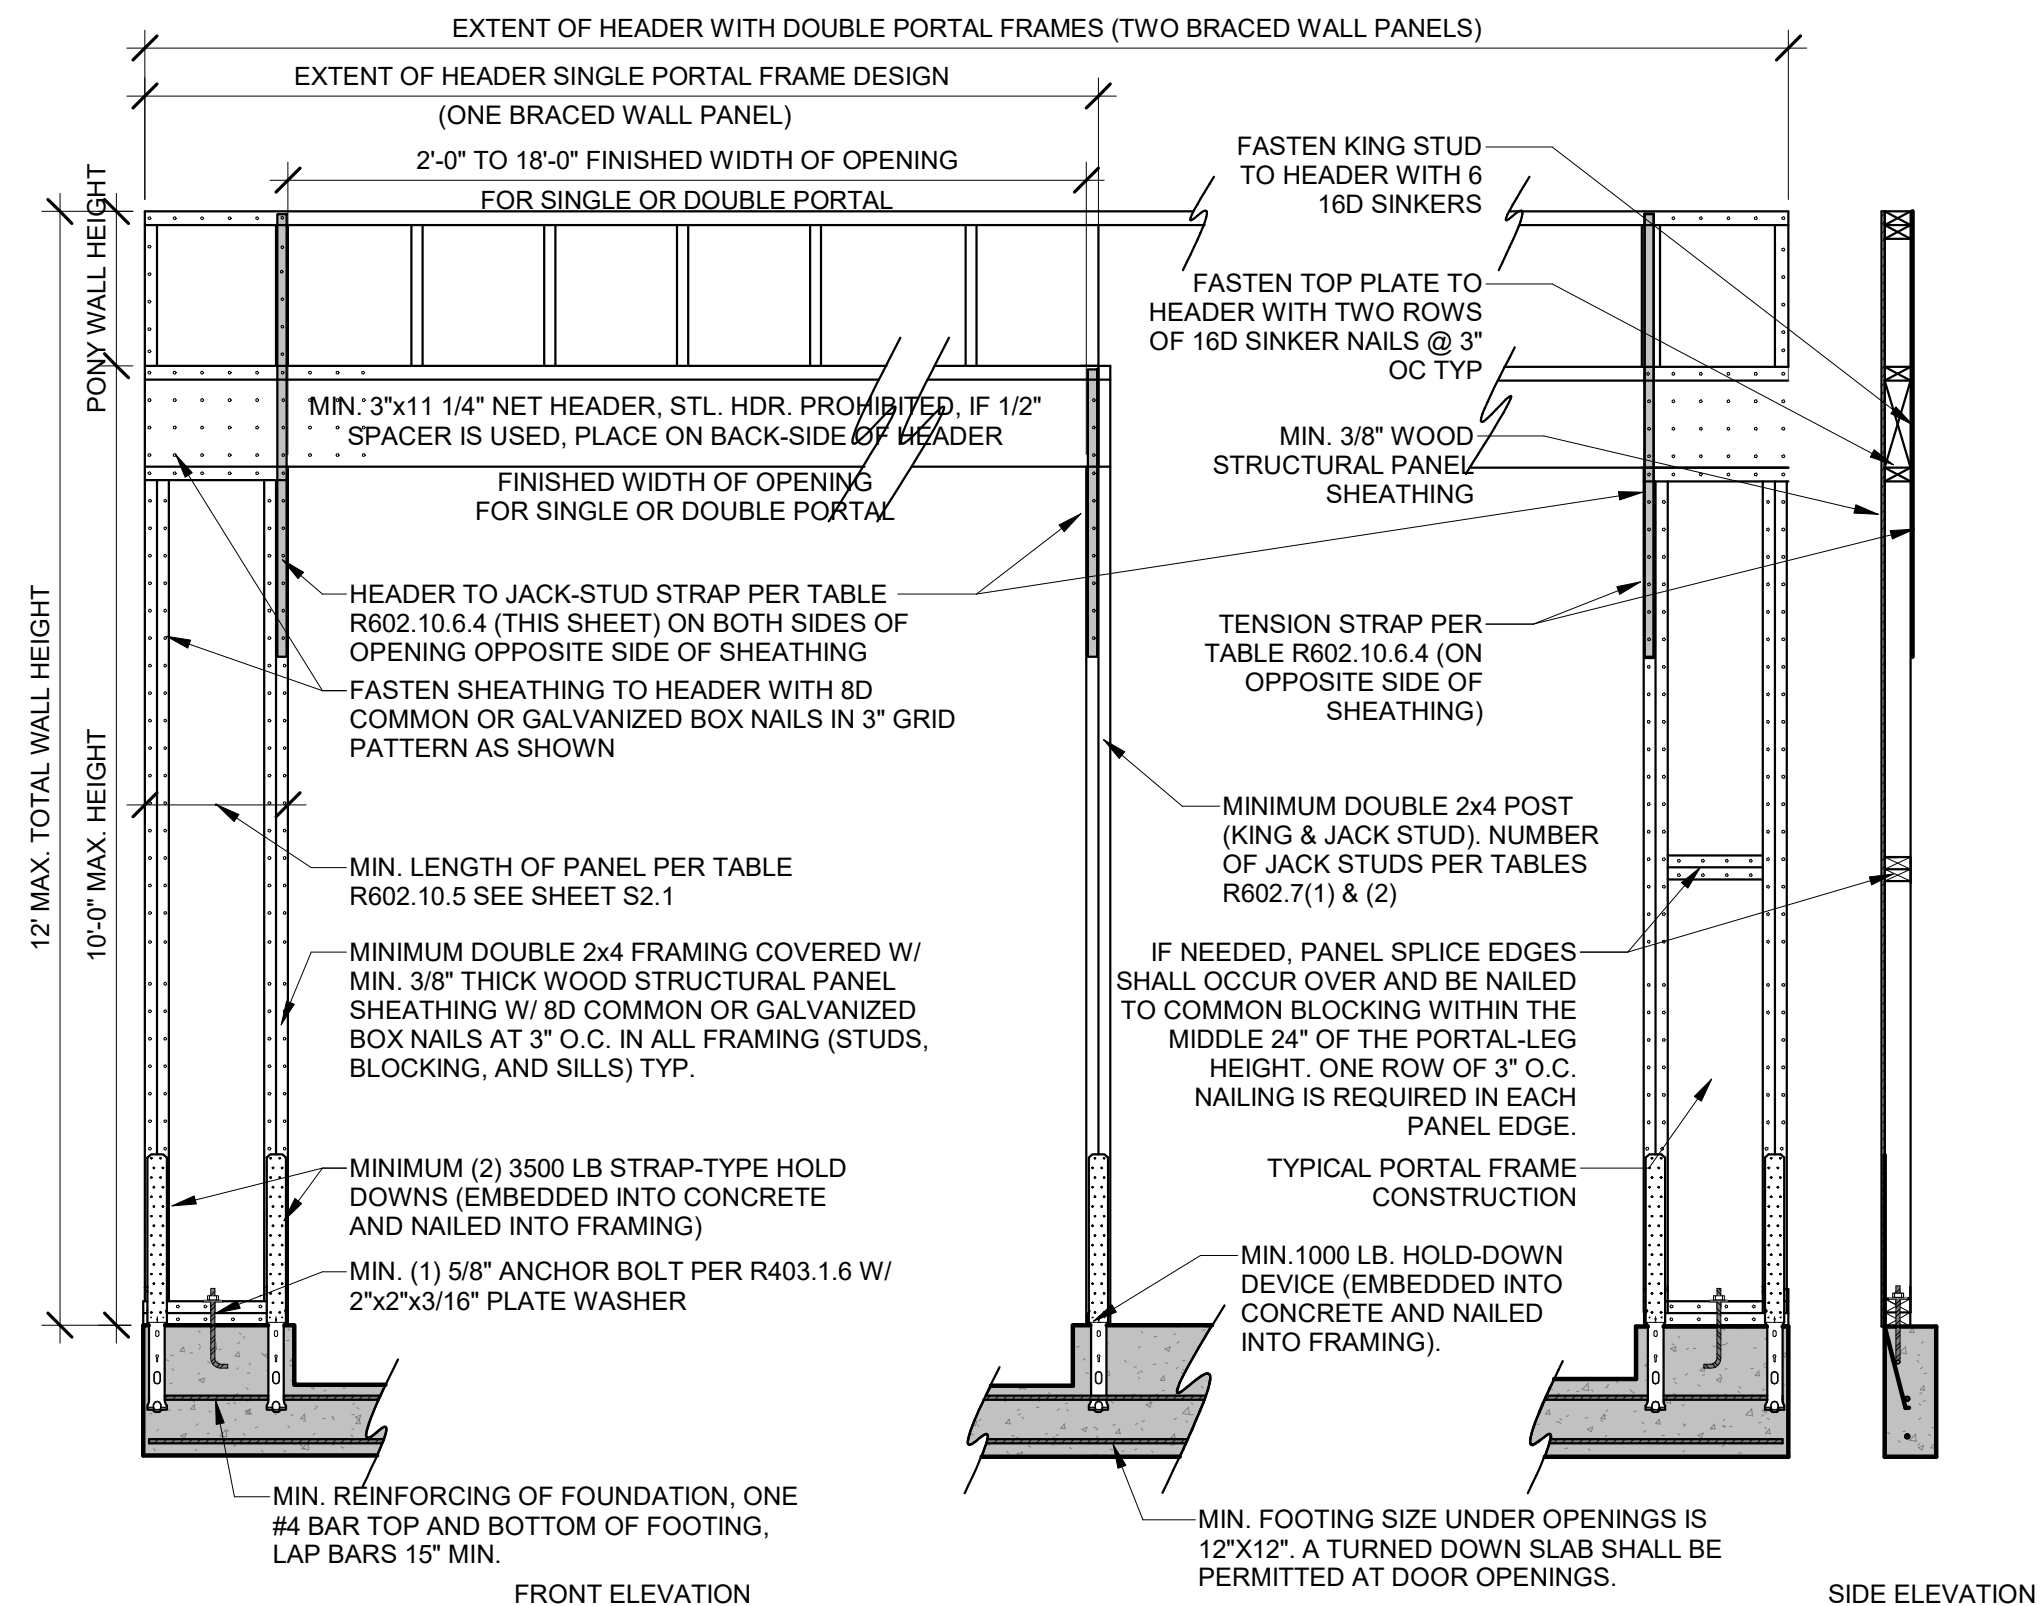 EXTENT OF HEADER WITH DOUBLE PORTAL FRAMES (TWO BRACED WALL PANELS)
EXTENT OF HEADER SINGLE PORTAL FRAME DESIGN
(ONE BRACED WALL PANEL)
2'-0" TO 18'-0" FINISHED WIDTH OF OPENING
FOR SINGLE OR DOUBLE PORTAL
PONY WALL HEIGHT
12' MAX. TOTAL WALL HEIGHT
10'-0" MAX. HEIGHT
FASTEN KING STUD
TO HEADER WITH 6
16D SINKERS
FASTEN TOP PLATE TO
HEADER WITH TWO ROWS
OF 16D SINKER NAILS @ 3"
OC TYP
MIN. 3"x11 1/4" NET HEADER, STL. HDR. PROHIBITED, IF 1/2"
SPACER IS USED, PLACE ON BACK-SIDE OF HEADER
MIN. 3/8" WOOD
STRUCTURAL PANEL
SHEATHING
FINISHED WIDTH OF OPENING
FOR SINGLE OR DOUBLE PORTAL
HEADER TO JACK-STUD STRAP PER TABLE
R602.10.6.4 (THIS SHEET) ON BOTH SIDES OF
OPENING OPPOSITE SIDE OF SHEATHING
TENSION STRAP PER
TABLE R602.10.6.4 (ON
OPPOSITE SIDE OF
SHEATHING)
FASTEN SHEATHING TO HEADER WITH 8D
COMMON OR GALVANIZED BOX NAILS IN 3" GRID
PATTERN AS SHOWN
MINIMUM DOUBLE 2x4 POST
(KING & JACK STUD). NUMBER
OF JACK STUDS PER TABLES
R602.7(1) & (2)
MIN. LENGTH OF PANEL PER TABLE
R602.10.5 SEE SHEET S2.1
MINIMUM DOUBLE 2x4 FRAMING COVERED W/
MIN. 3/8" THICK WOOD STRUCTURAL PANEL
SHEATHING W/ 8D COMMON OR GALVANIZED
BOX NAILS AT 3" O.C. IN ALL FRAMING (STUDS,
BLOCKING, AND SILLS) TYP.
IF NEEDED, PANEL SPLICE EDGES
SHALL OCCUR OVER AND BE NAILED
TO COMMON BLOCKING WITHIN THE
MIDDLE 24" OF THE PORTAL-LEG
HEIGHT. ONE ROW OF 3" O.C.
NAILING IS REQUIRED IN EACH
PANEL EDGE.
MINIMUM (2) 3500 LB STRAP-TYPE HOLD
DOWNS (EMBEDDED INTO CONCRETE
AND NAILED INTO FRAMING)
TYPICAL PORTAL FRAME
CONSTRUCTION
MIN. (1) 5/8" ANCHOR BOLT PER R403.1.6 W/
2"x2"x3/16" PLATE WASHER
MIN.1000 LB. HOLD-DOWN
DEVICE (EMBEDDED INTO
CONCRETE AND NAILED
INTO FRAMING).
MIN. REINFORCING OF FOUNDATION, ONE
#4 BAR TOP AND BOTTOM OF FOOTING,
LAP BARS 15" MIN.
MIN. FOOTING SIZE UNDER OPENINGS IS
12"X12". A TURNED DOWN SLAB SHALL BE
PERMITTED AT DOOR OPENINGS.
FRONT ELEVATION
SIDE ELEVATION